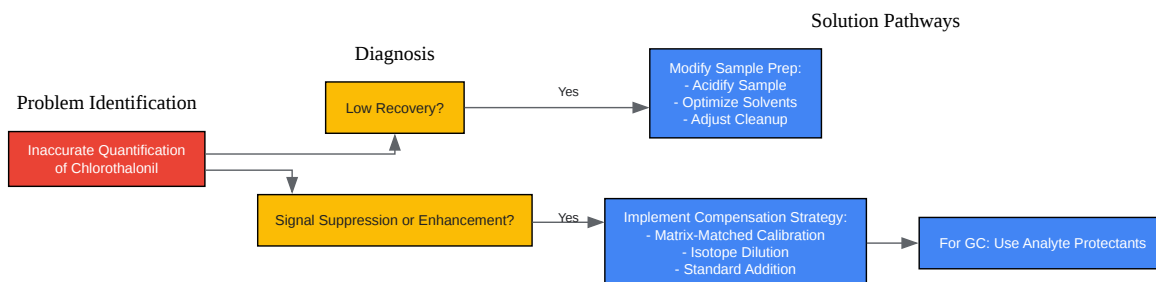 Solution Pathways
Diagnosis
Problem Identification
Modify Sample Prep:
- Acidify Sample
- Optimize Solvents
- Adjust Cleanup
Yes
Low Recovery?
Inaccurate Quantification
of Chlorothalonil
Signal Suppression or Enhancement?
Yes
Implement Compensation Strategy:
- Matrix-Matched Calibration
- Isotope Dilution
- Standard Addition
For GC: Use Analyte Protectants